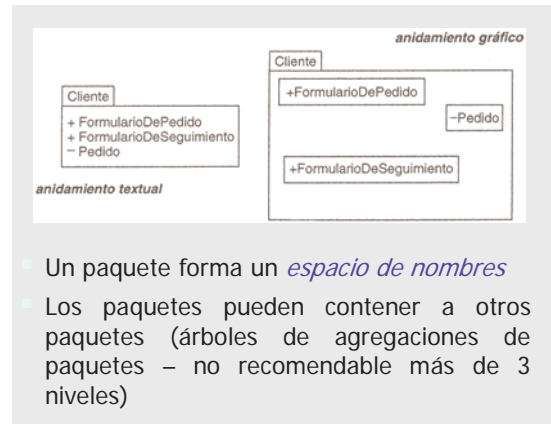 anidamiento gráfico
Cliente
+ FormularioDePedido
+ FormularioDeSeguimiento
− Pedido
anidamiento textual
Cliente
+FormularioDePedido
−Pedido
+FormularioDeSeguimiento
Un paquete forma un espacio de nombres
Los paquetes pueden contener a otros
paquetes (árboles de agregaciones de
paquetes – no recomendable más de 3
niveles)